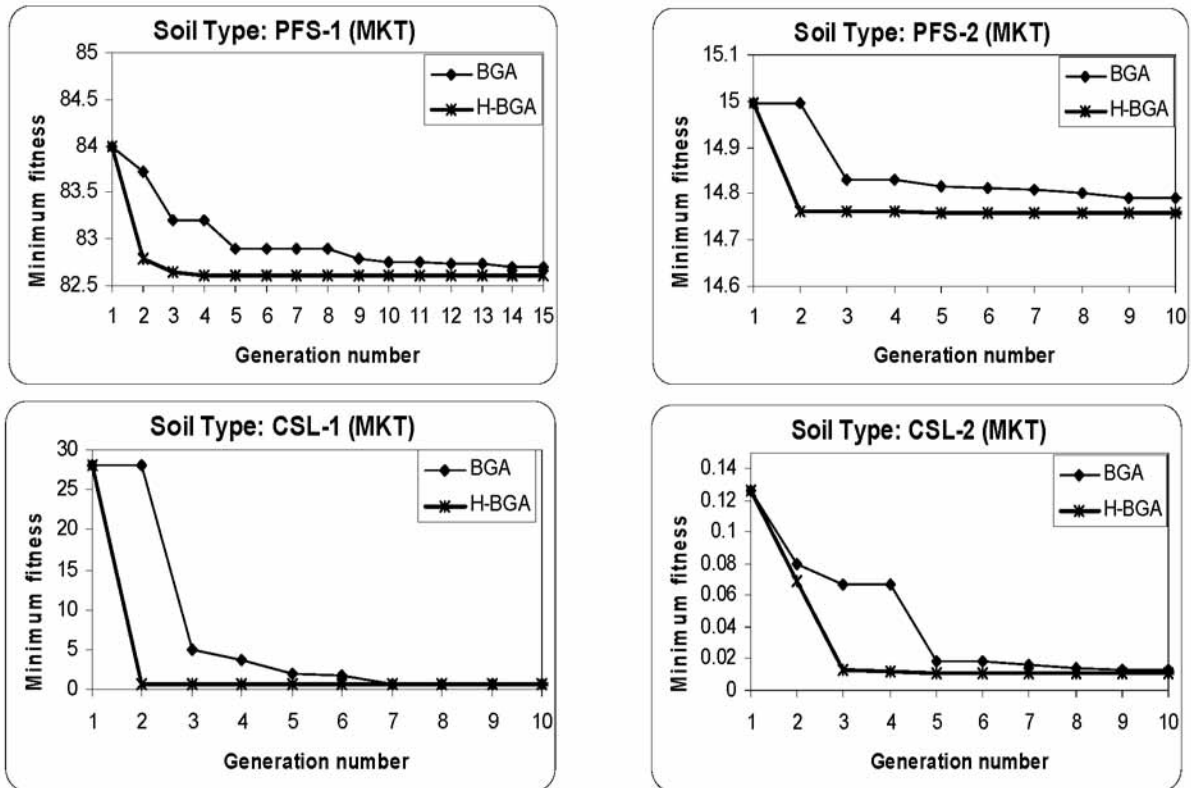 Soil Type: PFS-1 (MKT)
Minimum fitness
85
84.5
84
83.5
83
82.5
BGA
H-BGA
1 2 3 4 5 6 7 8 9 10 11 12 13 14 15
Generation number
Soil Type: PFS-2 (MKT)
Minimum fitness
15.1
15
14.9
14.8
14.7
14.6
BGA
H-BGA
1 2 3 4 5 6 7 8 9 10
Generation number
Soil Type: CSL-1 (MKT)
Minimum fitness
30
25
20
15
10
5
0
BGA
H-BGA
1 2 3 4 5 6 7 8 9 10
Generation number
Soil Type: CSL-2 (MKT)
Minimum fitness
0.14
0.12
0.1
0.08
0.06
0.04
0.02
0
BGA
H-BGA
1 2 3 4 5 6 7 8 9 10
Generation number